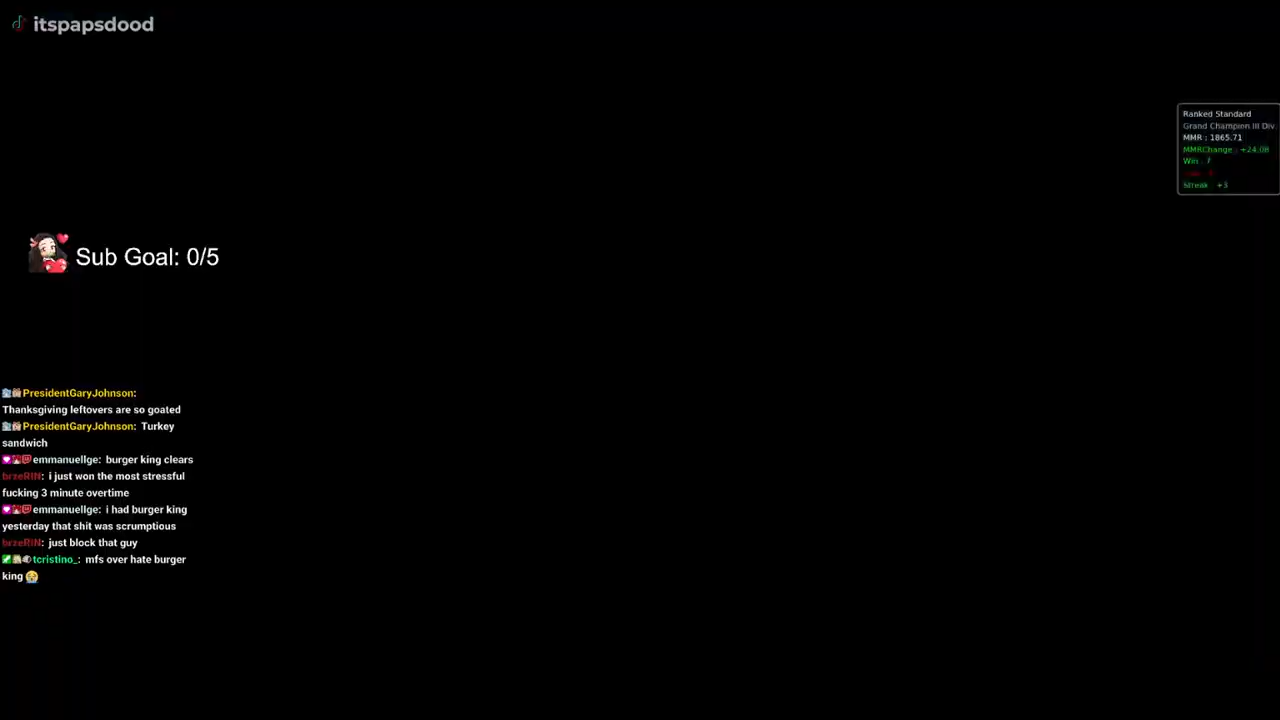 itspapsdood
Ranked Standard
Grand Champion III Div
MMR : 1865.71
MMRChange : +24.08
Win : 7
Streak : +3
Sub Goal: 0/5
PresidentGaryJohnson:
Thanksgiving leftovers are so goated
PresidentGaryJohnson: Turkey
sandwich
emmanuellge: burger king clears
brzeRIN: i just won the most stressful
fucking 3 minute overtime
emmanuellge: i had burger king
yesterday that shit was scrumptious
brzeRIN: just block that guy
tcristino_: mfs over hate burger
king